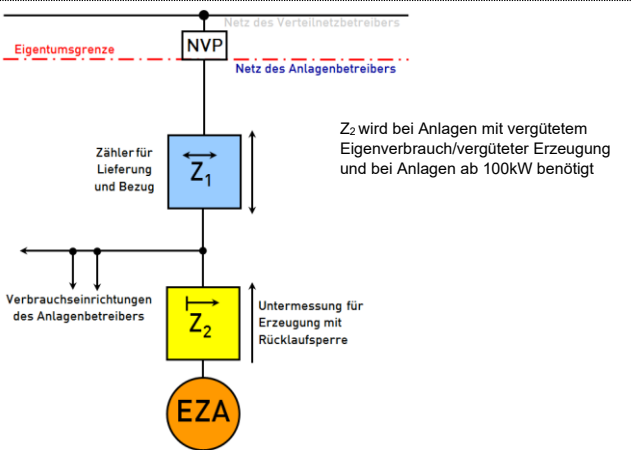 Netz des Verteilnetzbetreibers
NVP
Eigentumsgrenze
Netz des Anlagenbetreibers
Z₂ wird bei Anlagen mit vergütetem
Eigenverbrauch/vergüteter Erzeugung
und bei Anlagen ab 100kW benötigt
Zähler für
Lieferung
und Bezug
Z₁
Verbrauchseinrichtungen
des Anlagenbetreibers
Z₂
Untermessung für
Erzeugung mit
Rücklaufsperre
EZA